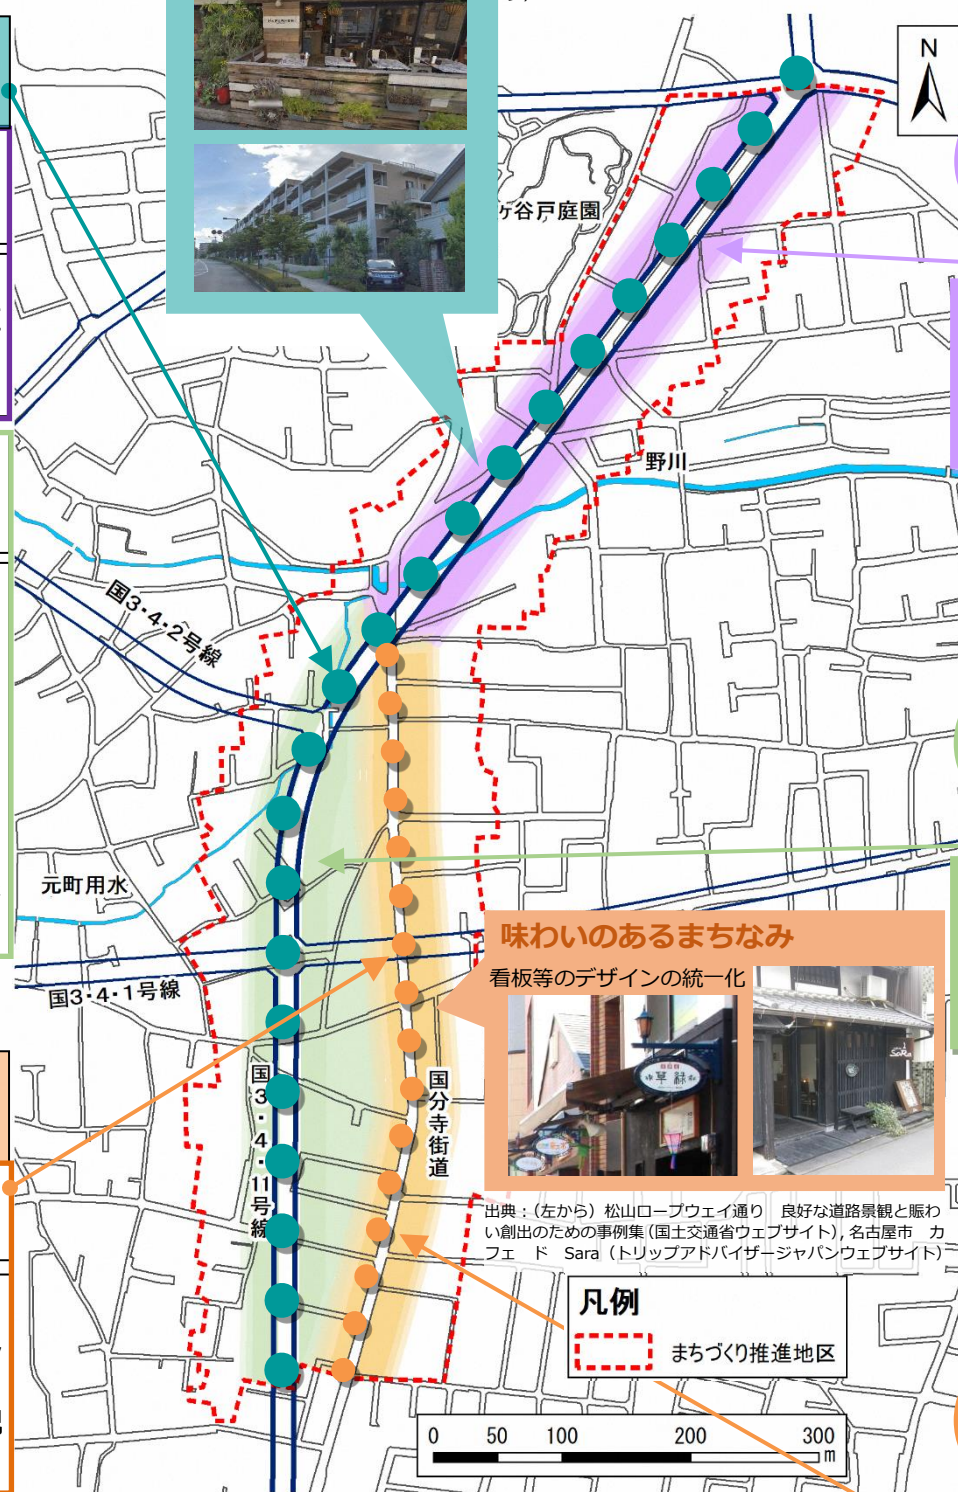 N
ケ谷戸庭園
野川
国3・4・2号線
元町用水
国3・4・1号線
国3・4・11号線
国分寺街道
味わいのあるまちなみ
看板等のデザインの統一化
草緑
SaRa
出典：（左から）松山ロープウェイ通り　良好な道路景観と賑わ
い創出のための事例集（国土交通省ウェブサイト）, 名古屋市　カ
フェ　ド　Sara（トリップアドバイザージャパンウェブサイト）
凡例
まちづくり推進地区
0 50 100 200 300
m